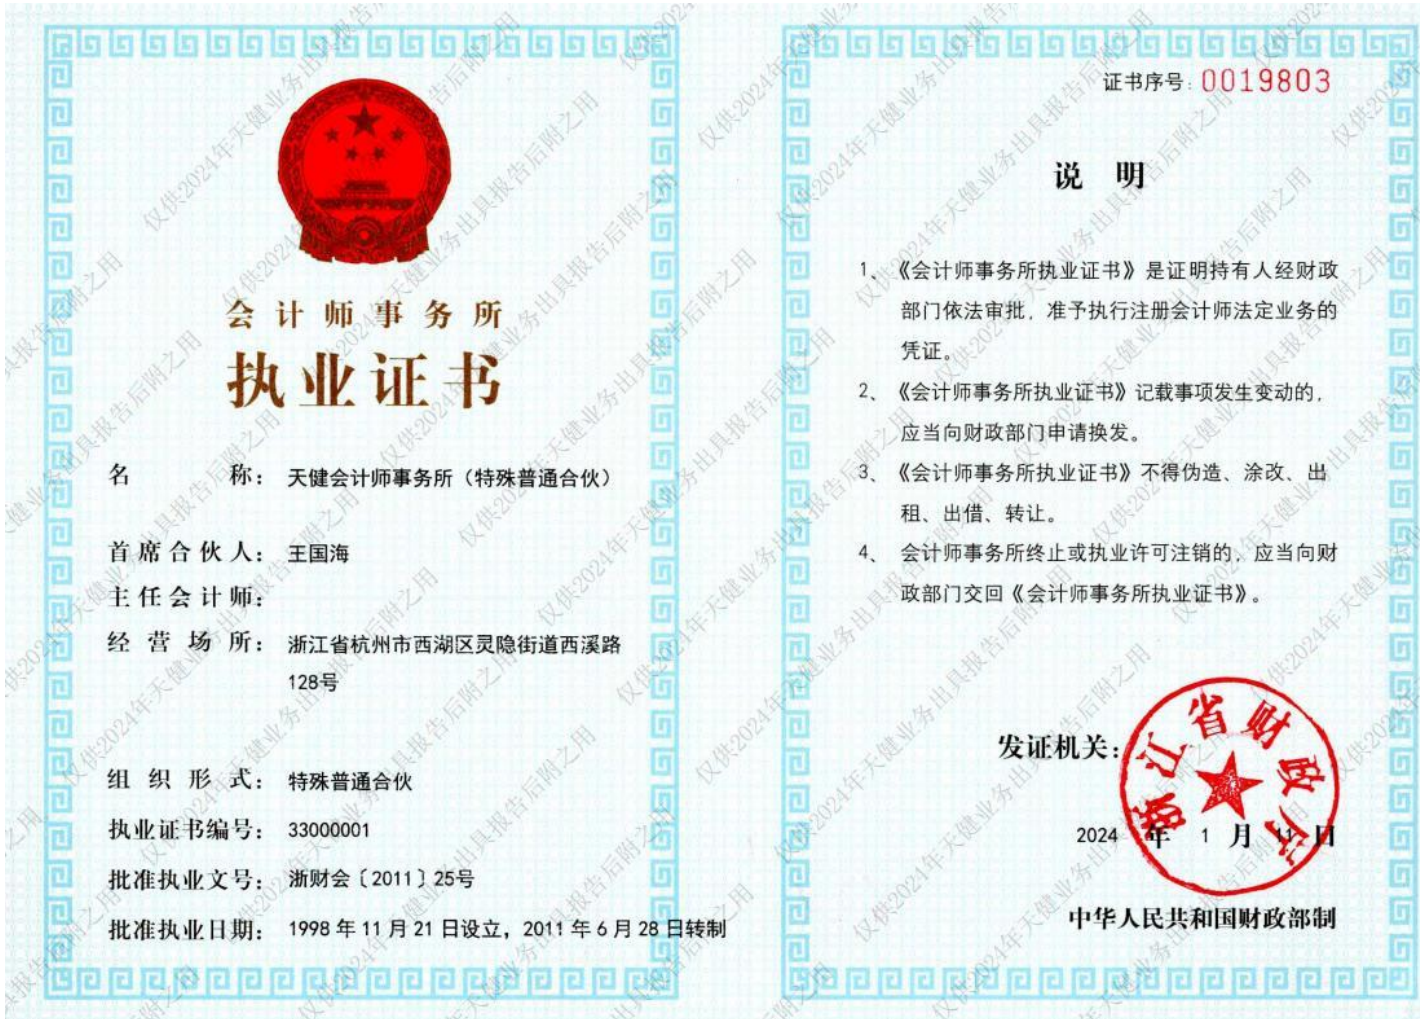 会计师事务所
执业证书
名 称： 天健会计师事务所（特殊普通合伙）
首席合伙人： 王国海
主任会计师：
经营场所： 浙江省杭州市西湖区灵隐街道西溪路
128号
组织形式： 特殊普通合伙
执业证书编号： 33000001
批准执业文号： 浙财会〔2011〕25号
批准执业日期： 1998年11月21日设立，2011年6月28日转制
证书序号：0019803
说 明
1、《会计师事务所执业证书》是证明持有人经财政
部门依法审批，准予执行注册会计师法定业务的
凭证。
2、《会计师事务所执业证书》记载事项发生变动的，
应当向财政部门申请换发。
3、《会计师事务所执业证书》不得伪造、涂改、出
租、出借、转让。
4、会计师事务所终止或执业许可注销的，应当向财
政部门交回《会计师事务所执业证书》。
发证机关：
浙江省财政厅
2024年1月11日
中华人民共和国财政部制
仅供2024年天健业务出具报告后附之用